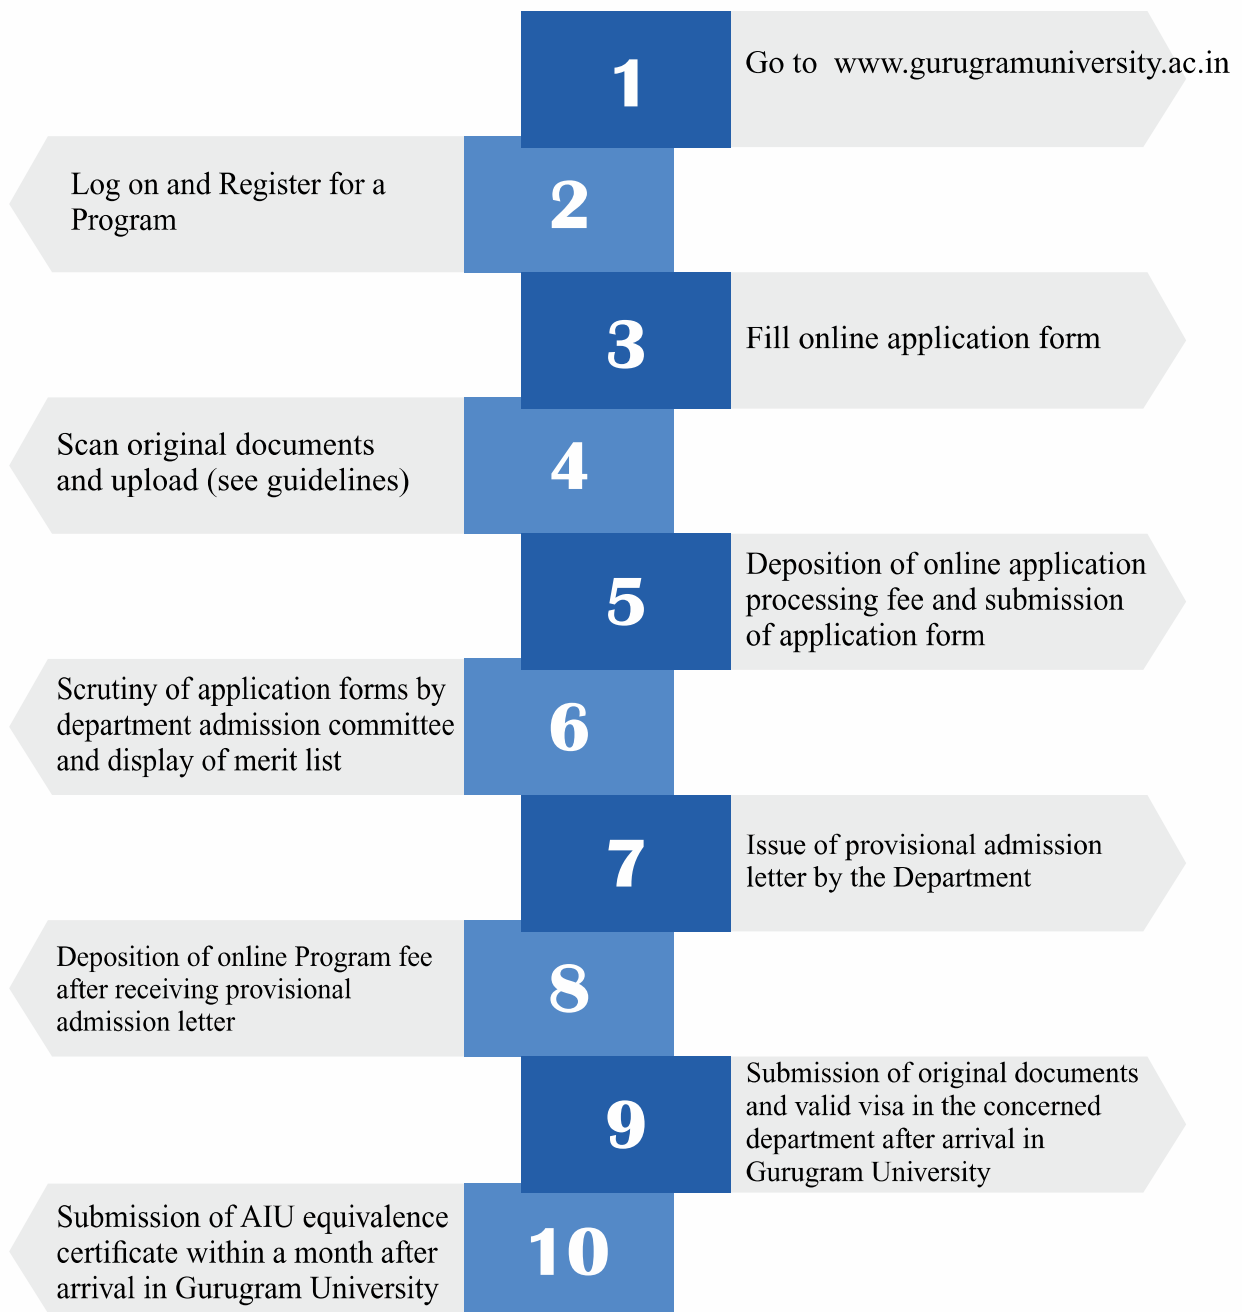 1
Go to  www.gurugramuniversity.ac.in
2
Log on and Register for a
Program
3
Fill online application form
4
Scan original documents
and upload (see guidelines)
5
Deposition of online application
processing fee and submission
of application form
6
Scrutiny of application forms by
department admission committee
and display of merit list
7
Issue of provisional admission
letter by the Department
8
Deposition of online Program fee
after receiving provisional
admission letter
9
Submission of original documents
and valid visa in the concerned
department after arrival in
Gurugram University
10
Submission of AIU equivalence
certificate within a month after
arrival in Gurugram University